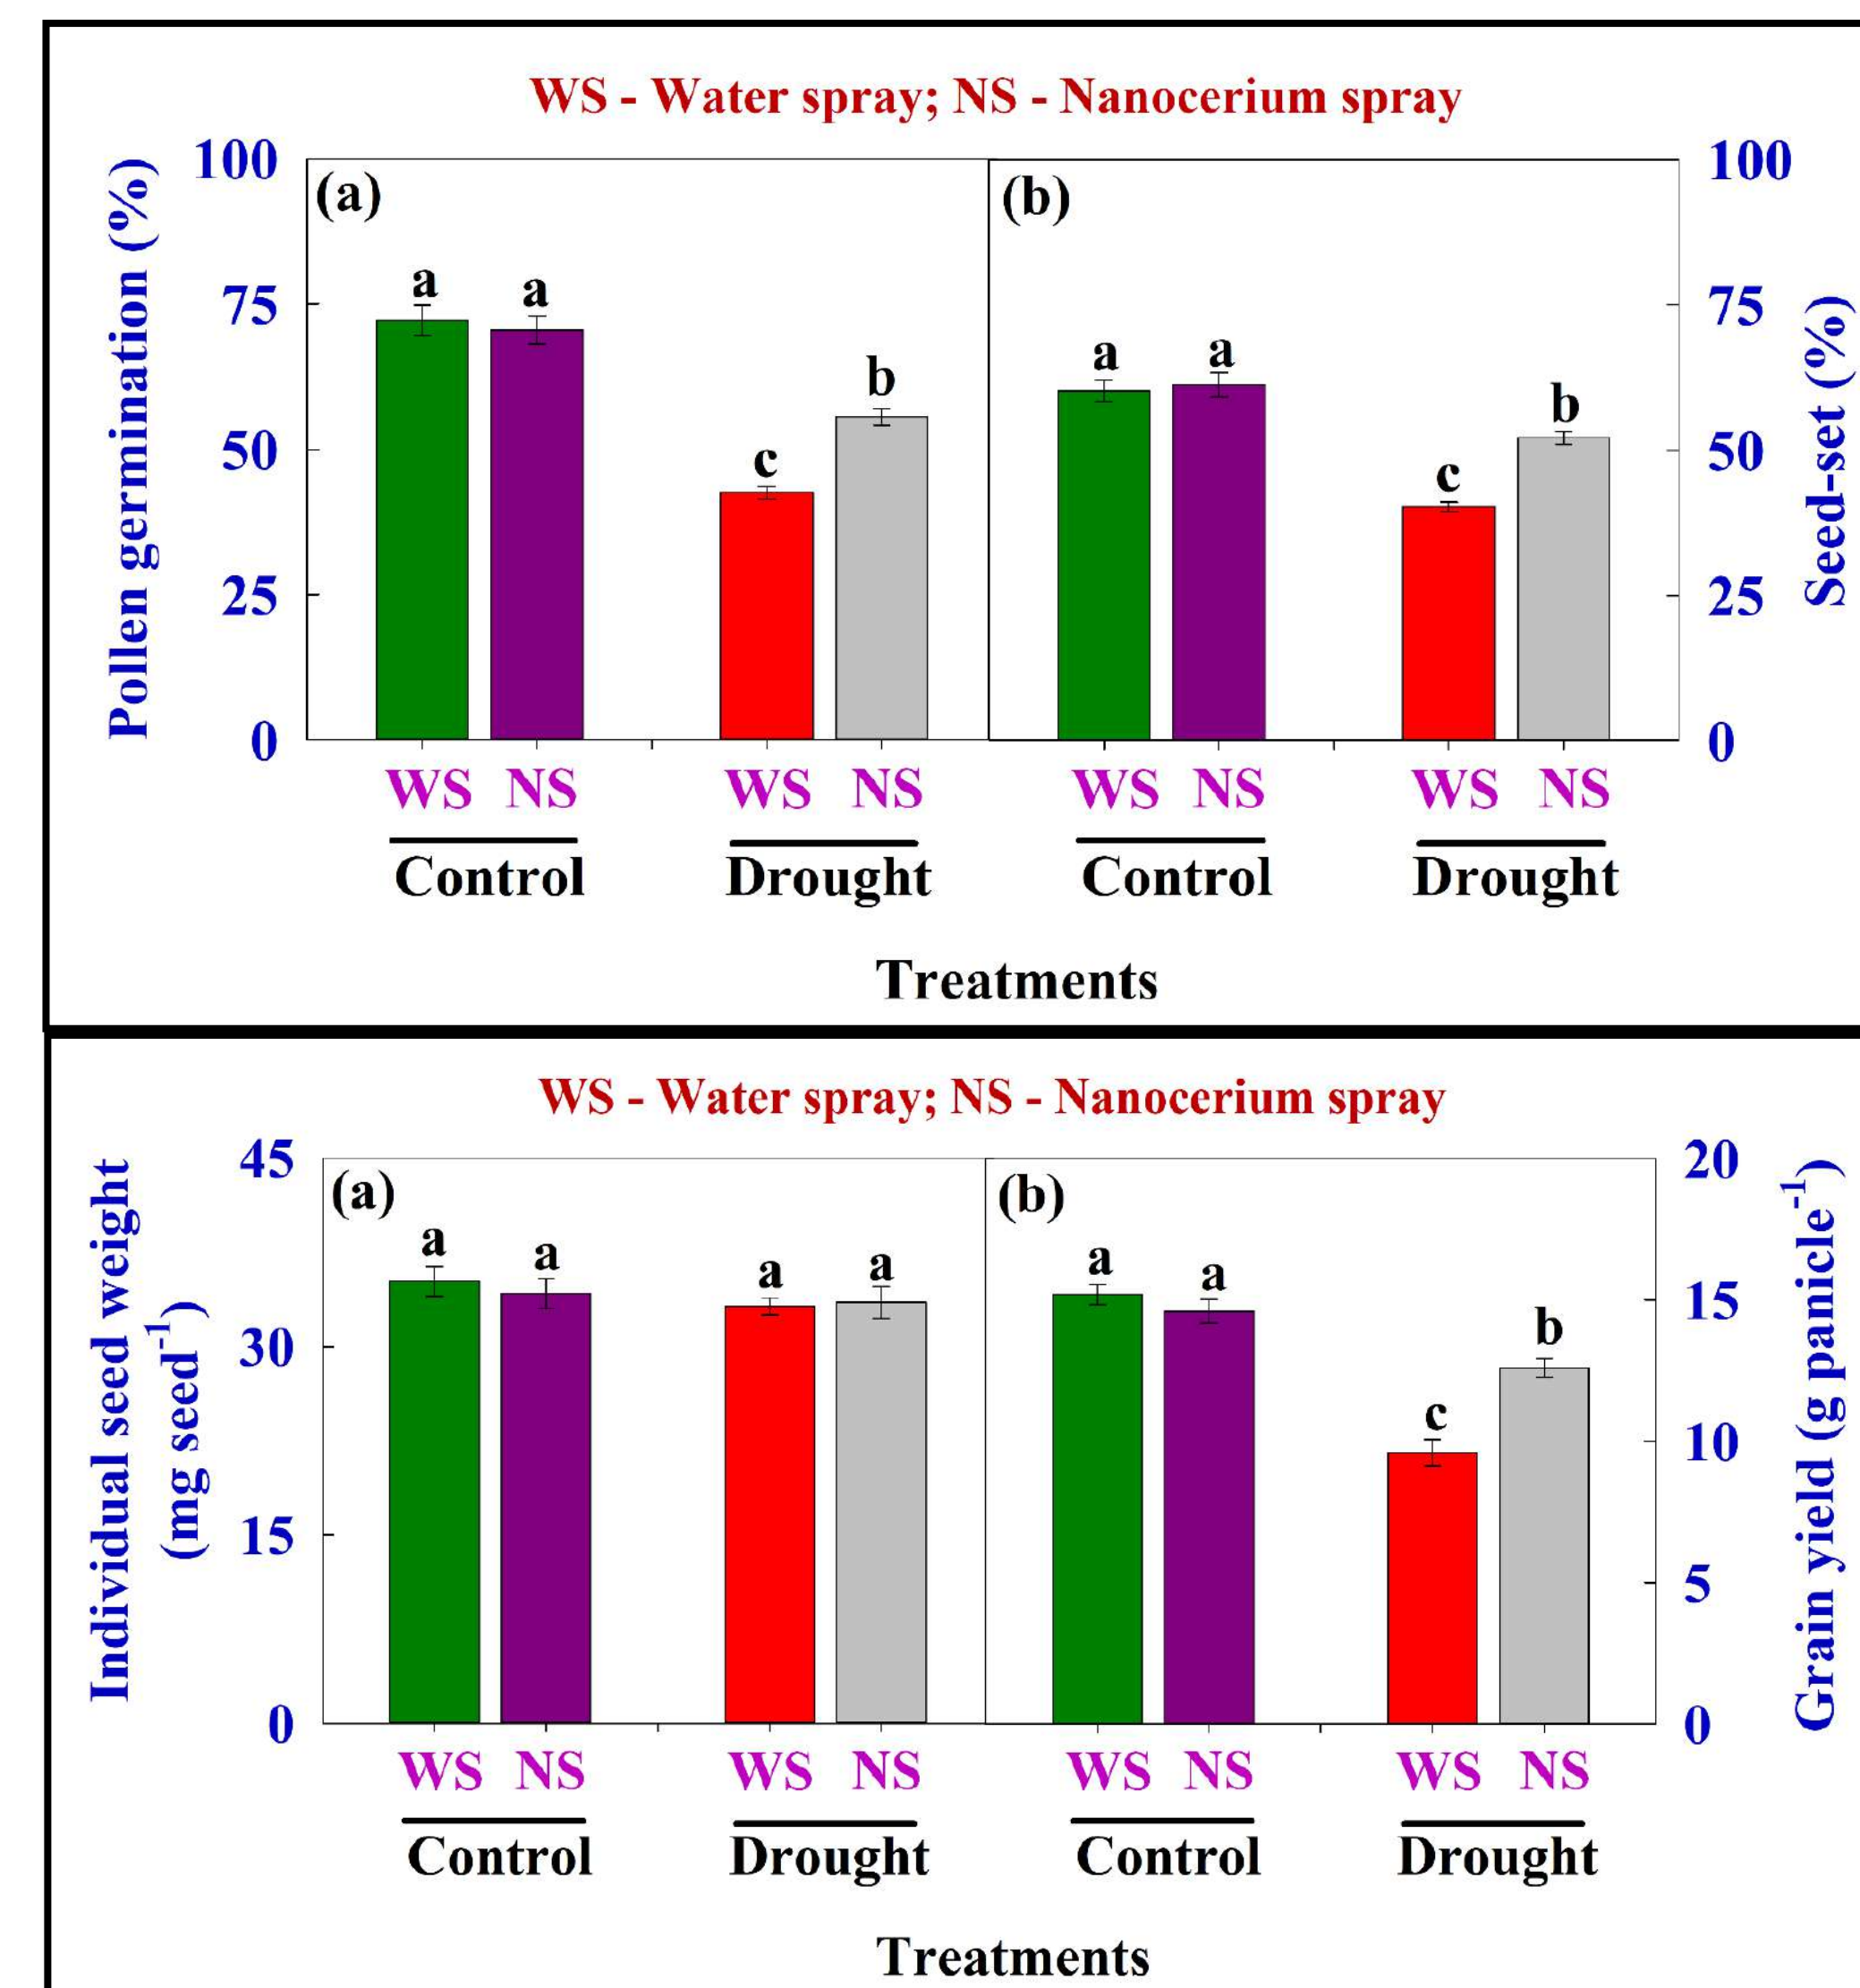 WS - Water spray; NS - Nanocerium spray
Pollen germination (%)
100
75
50
25
0
(a)
a
a
c
b
(b)
a
a
c
b
100
75
50
25
0
Seed-set (%)
WS NS WS NS WS NS WS NS
Control Drought Control Drought
Treatments
WS - Water spray; NS - Nanocerium spray
Individual seed weight
(mg seed⁻¹)
45
30
15
0
(a)
a
a
a
a
(b)
a
a
c
b
20
15
10
5
0
Grain yield (g panicle⁻¹)
WS NS WS NS WS NS WS NS
Control Drought Control Drought
Treatments